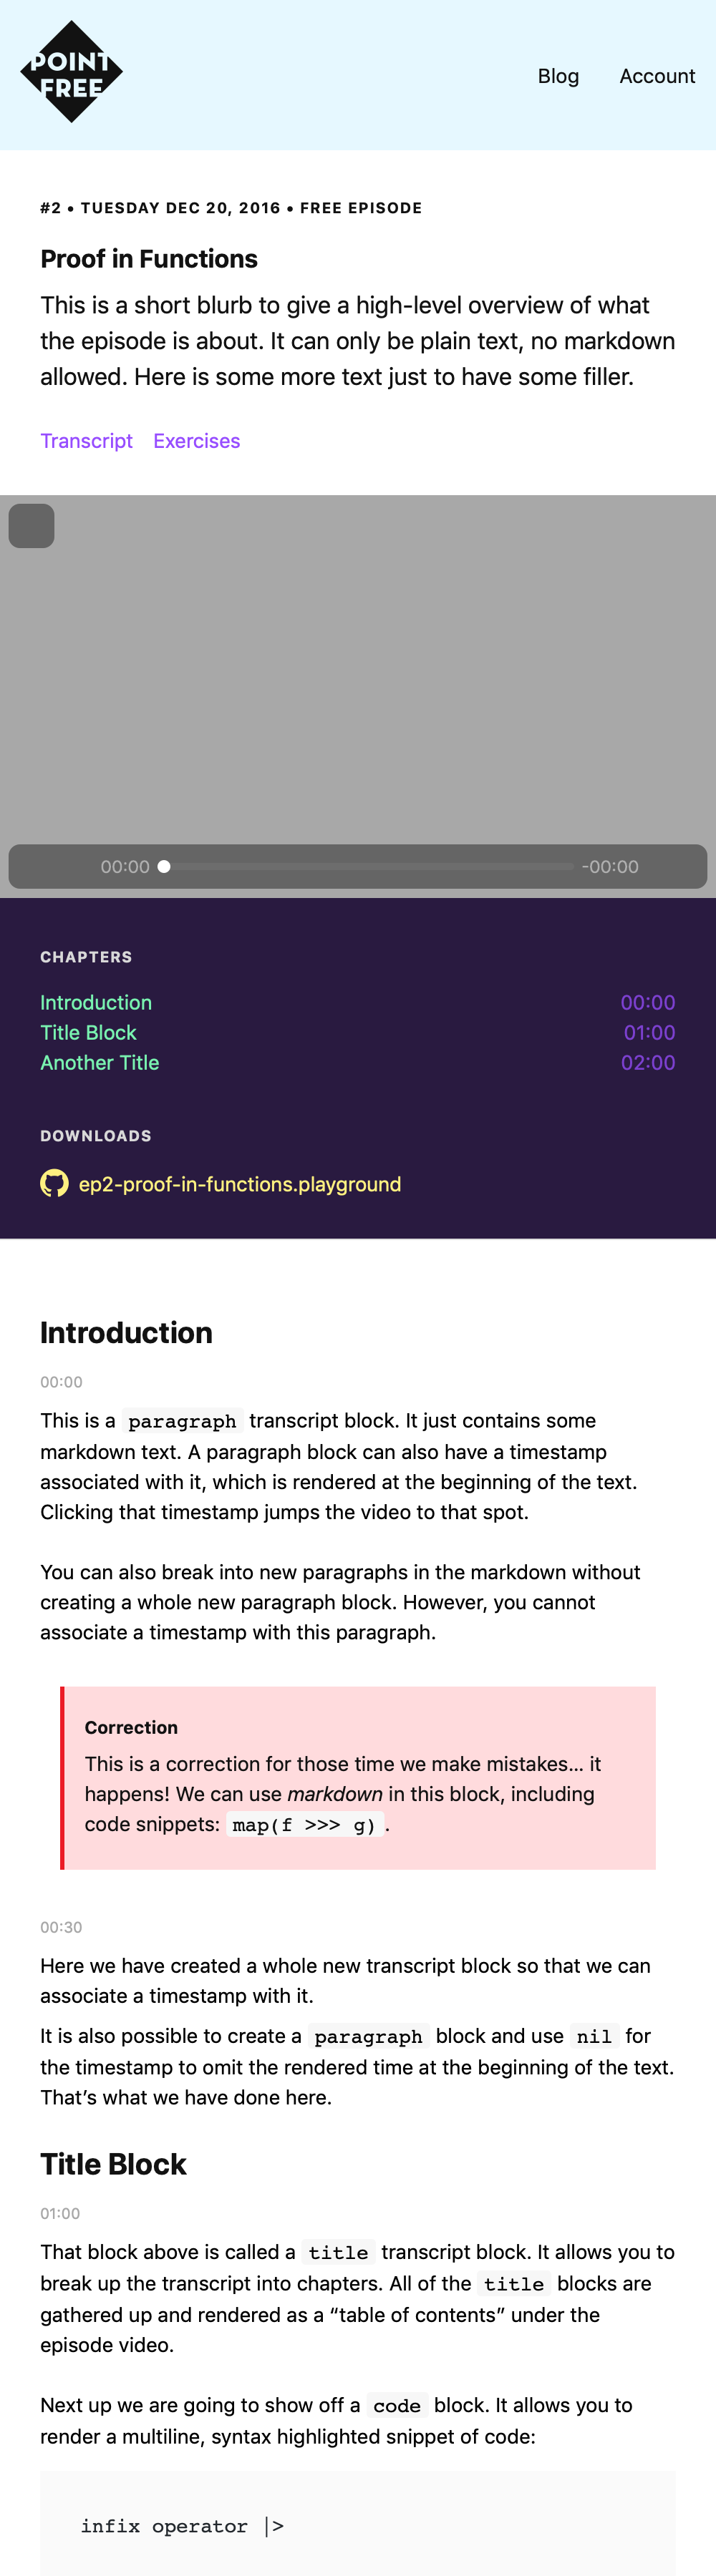 POINT
FREE
Blog Account
#2 • TUESDAY DEC 20, 2016 • FREE EPISODE
Proof in Functions
This is a short blurb to give a high-level overview of what
the episode is about. It can only be plain text, no markdown
allowed. Here is some more text just to have some filler.
Transcript Exercises
00:00 -00:00
CHAPTERS
Introduction 00:00
Title Block 01:00
Another Title 02:00
DOWNLOADS
ep2-proof-in-functions.playground
Introduction
00:00
This is a paragraph transcript block. It just contains some
markdown text. A paragraph block can also have a timestamp
associated with it, which is rendered at the beginning of the text.
Clicking that timestamp jumps the video to that spot.
You can also break into new paragraphs in the markdown without
creating a whole new paragraph block. However, you cannot
associate a timestamp with this paragraph.
Correction
This is a correction for those time we make mistakes… it
happens! We can use markdown in this block, including
code snippets: map(f >>> g).
00:30
Here we have created a whole new transcript block so that we can
associate a timestamp with it.
It is also possible to create a paragraph block and use nil for
the timestamp to omit the rendered time at the beginning of the text.
That’s what we have done here.
Title Block
01:00
That block above is called a title transcript block. It allows you to
break up the transcript into chapters. All of the title blocks are
gathered up and rendered as a “table of contents” under the
episode video.
Next up we are going to show off a code block. It allows you to
render a multiline, syntax highlighted snippet of code:
infix operator |>